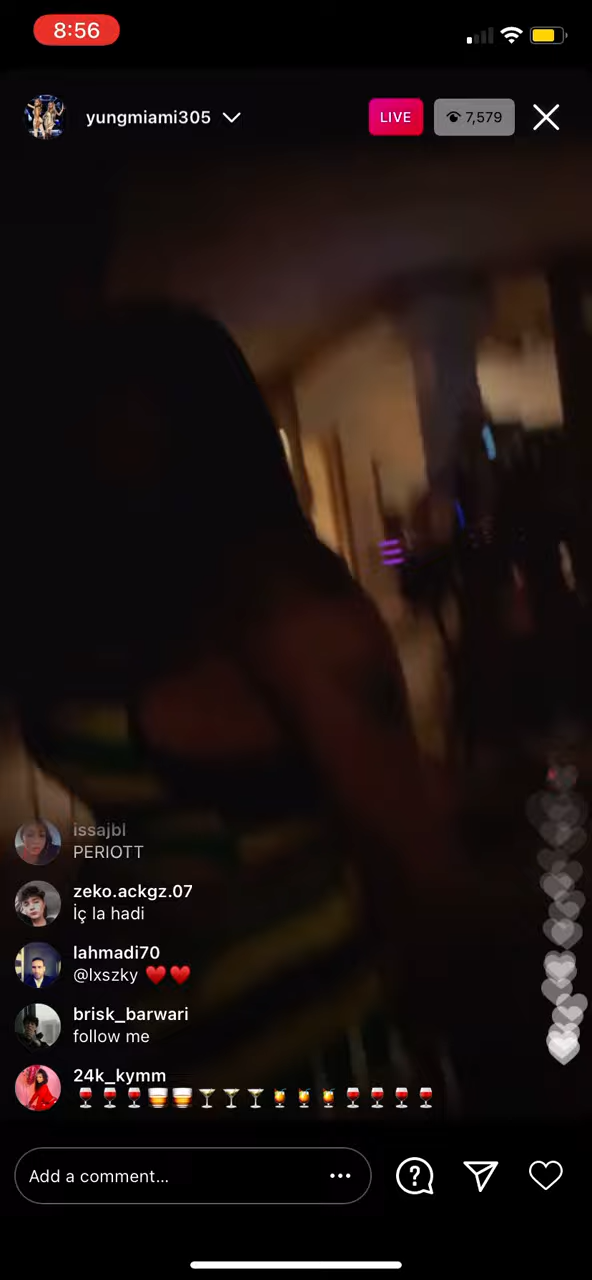 8:56
yungmiami305
LIVE
7,579
issajbl
PERIOTT
zeko.ackgz.07
İç la hadi
lahmadi70
@lxszky ❤️❤️
brisk_barwari
follow me
24k_kymm
🍷🍷🍷🥃🥃🍸🍸🍸🍹🍹🍹🍷🍷🍷🍷
Add a comment...